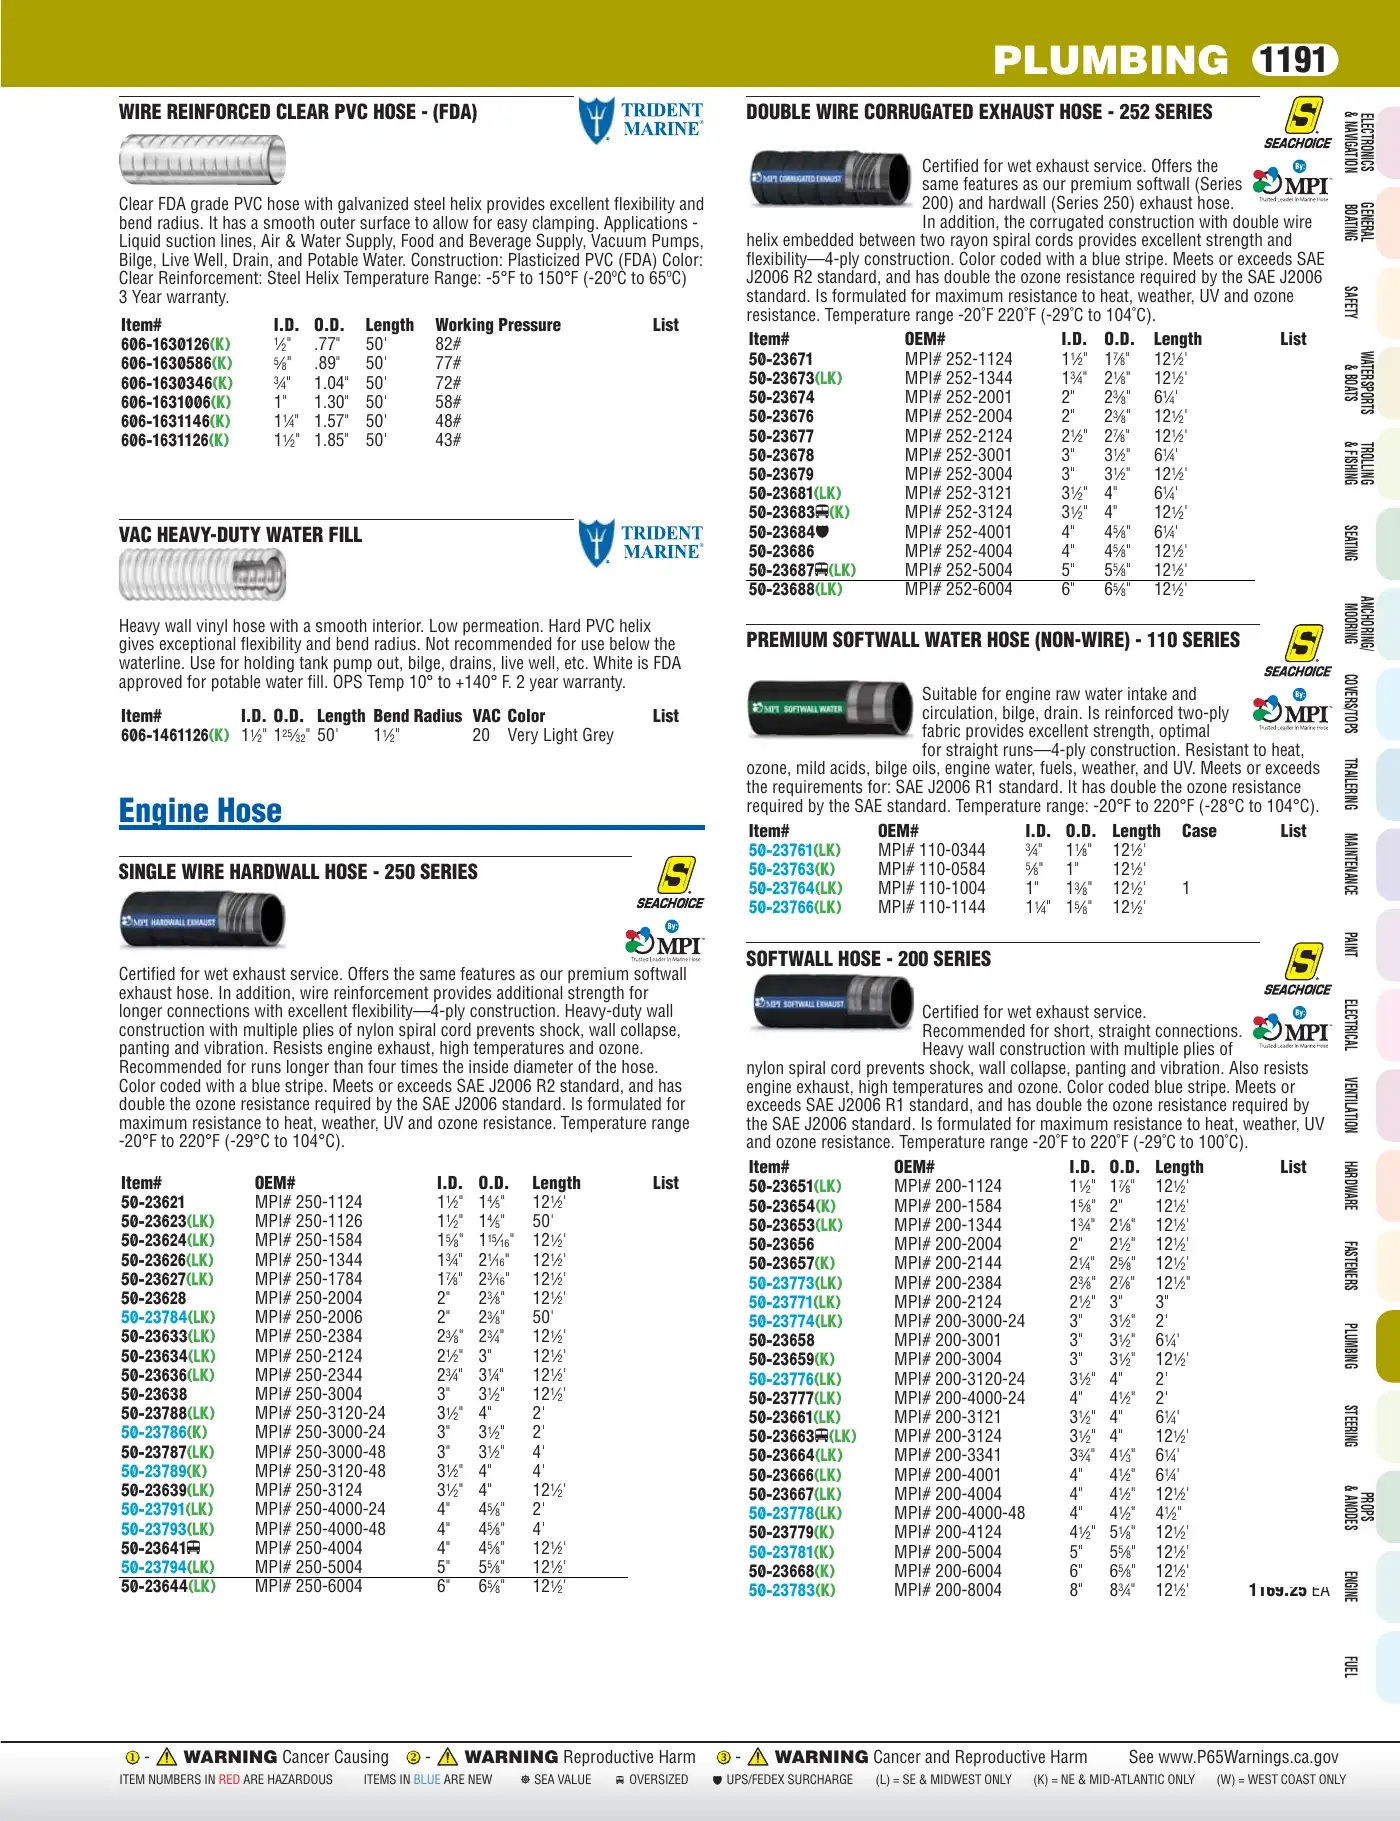 PLUMBING 1191
WIRE REINFORCED CLEAR PVC HOSE - (FDA)
TRIDENT
MARINE®
Clear FDA grade PVC hose with galvanized steel helix provides excellent flexibility and
bend radius. It has a smooth outer surface to allow for easy clamping. Applications -
Liquid suction lines, Air & Water Supply, Food and Beverage Supply, Vacuum Pumps,
Bilge, Live Well, Drain, and Potable Water. Construction: Plasticized PVC (FDA) Color:
Clear Reinforcement: Steel Helix Temperature Range: -5°F to 150°F (-20ºC to 65ºC)
3 Year warranty.
Item# I.D. O.D. Length Working Pressure List
606-1630126(K) ½" .77" 50' 82#
606-1630586(K) ⅝" .89" 50' 77#
606-1630346(K) ¾" 1.04" 50' 72#
606-1631006(K) 1" 1.30" 50' 58#
606-1631146(K) 1¼" 1.57" 50' 48#
606-1631126(K) 1½" 1.85" 50' 43#
VAC HEAVY-DUTY WATER FILL
TRIDENT
MARINE®
Heavy wall vinyl hose with a smooth interior. Low permeation. Hard PVC helix
gives exceptional flexibility and bend radius. Not recommended for use below the
waterline. Use for holding tank pump out, bilge, drains, live well, etc. White is FDA
approved for potable water fill. OPS Temp 10° to +140° F. 2 year warranty.
Item# I.D. O.D. Length Bend Radius VAC Color List
606-1461126(K) 1½" 1²⁵⁄₃₂" 50' 1½" 20 Very Light Grey
Engine Hose
SINGLE WIRE HARDWALL HOSE - 250 SERIES
SEACHOICE
By:
MPI
Trusted Leader in Marine Hose
MPI HARDWALL EXHAUST
Certified for wet exhaust service. Offers the same features as our premium softwall
exhaust hose. In addition, wire reinforcement provides additional strength for
longer connections with excellent flexibility—4-ply construction. Heavy-duty wall
construction with multiple plies of nylon spiral cord prevents shock, wall collapse,
panting and vibration. Resists engine exhaust, high temperatures and ozone.
Recommended for runs longer than four times the inside diameter of the hose.
Color coded with a blue stripe. Meets or exceeds SAE J2006 R2 standard, and has
double the ozone resistance required by the SAE J2006 standard. Is formulated for
maximum resistance to heat, weather, UV and ozone resistance. Temperature range
-20°F to 220°F (-29°C to 104°C).
Item# OEM# I.D. O.D. Length List
50-23621 MPI# 250-1124 1½" 1⅘" 12½'
50-23623(LK) MPI# 250-1126 1½" 1⅘" 50'
50-23624(LK) MPI# 250-1584 1⅝" 1¹⁵⁄₁₆" 12½'
50-23626(LK) MPI# 250-1344 1¾" 2¹⁄₁₆" 12½'
50-23627(LK) MPI# 250-1784 1⅞" 2³⁄₁₆" 12½'
50-23628 MPI# 250-2004 2" 2⅜" 12½'
50-23784(LK) MPI# 250-2006 2" 2⅜" 50'
50-23633(LK) MPI# 250-2384 2⅜" 2¾" 12½'
50-23634(LK) MPI# 250-2124 2½" 3" 12½'
50-23636(LK) MPI# 250-2344 2¾" 3¼" 12½'
50-23638 MPI# 250-3004 3" 3½" 12½'
50-23788(LK) MPI# 250-3120-24 3½" 4" 2'
50-23786(K) MPI# 250-3000-24 3" 3½" 2'
50-23787(LK) MPI# 250-3000-48 3" 3½" 4'
50-23789(K) MPI# 250-3120-48 3½" 4" 4'
50-23639(LK) MPI# 250-3124 3½" 4" 12½'
50-23791(LK) MPI# 250-4000-24 4" 4⅝" 2'
50-23793(LK) MPI# 250-4000-48 4" 4⅝" 4'
50-23641 MPI# 250-4004 4" 4⅝" 12½'
50-23794(LK) MPI# 250-5004 5" 5⅝" 12½'
50-23644(LK) MPI# 250-6004 6" 6⅝" 12½'
DOUBLE WIRE CORRUGATED EXHAUST HOSE - 252 SERIES
SEACHOICE
By:
MPI
Trusted Leader in Marine Hose
MPI CORRUGATED EXHAUST
Certified for wet exhaust service. Offers the
same features as our premium softwall (Series
200) and hardwall (Series 250) exhaust hose.
In addition, the corrugated construction with double wire
helix embedded between two rayon spiral cords provides excellent strength and
flexibility—4-ply construction. Color coded with a blue stripe. Meets or exceeds SAE
J2006 R2 standard, and has double the ozone resistance required by the SAE J2006
standard. Is formulated for maximum resistance to heat, weather, UV and ozone
resistance. Temperature range -20˚F 220˚F (-29˚C to 104˚C).
Item# OEM# I.D. O.D. Length List
50-23671 MPI# 252-1124 1½" 1⅞" 12½'
50-23673(LK) MPI# 252-1344 1¾" 2⅛" 12½'
50-23674 MPI# 252-2001 2" 2⅜" 6¼'
50-23676 MPI# 252-2004 2" 2⅜" 12½'
50-23677 MPI# 252-2124 2½" 2⅞" 12½'
50-23678 MPI# 252-3001 3" 3½" 6¼'
50-23679 MPI# 252-3004 3" 3½" 12½'
50-23681(LK) MPI# 252-3121 3½" 4" 6¼'
50-23683(K) MPI# 252-3124 3½" 4" 12½'
50-23684 MPI# 252-4001 4" 4⅝" 6¼'
50-23686 MPI# 252-4004 4" 4⅝" 12½'
50-23687(LK) MPI# 252-5004 5" 5⅝" 12½'
50-23688(LK) MPI# 252-6004 6" 6⅝" 12½'
PREMIUM SOFTWALL WATER HOSE (NON-WIRE) - 110 SERIES
SEACHOICE
By:
MPI
Trusted Leader in Marine Hose
MPI SOFTWALL WATER
Suitable for engine raw water intake and
circulation, bilge, drain. Is reinforced two-ply
fabric provides excellent strength, optimal
for straight runs—4-ply construction. Resistant to heat,
ozone, mild acids, bilge oils, engine water, fuels, weather, and UV. Meets or exceeds
the requirements for: SAE J2006 R1 standard. It has double the ozone resistance
required by the SAE standard. Temperature range: -20°F to 220°F (-28°C to 104°C).
Item# OEM# I.D. O.D. Length Case List
50-23761(LK) MPI# 110-0344 ¾" 1⅛" 12½'
50-23763(K) MPI# 110-0584 ⅝" 1" 12½'
50-23764(LK) MPI# 110-1004 1" 1⅜" 12½' 1
50-23766(LK) MPI# 110-1144 1¼" 1⅝" 12½'
SOFTWALL HOSE - 200 SERIES
SEACHOICE
By:
MPI
Trusted Leader in Marine Hose
MPI SOFTWALL EXHAUST
Certified for wet exhaust service.
Recommended for short, straight connections.
Heavy wall construction with multiple plies of
nylon spiral cord prevents shock, wall collapse, panting and vibration. Also resists
engine exhaust, high temperatures and ozone. Color coded blue stripe. Meets or
exceeds SAE J2006 R1 standard, and has double the ozone resistance required by
the SAE J2006 standard. Is formulated for maximum resistance to heat, weather, UV
and ozone resistance. Temperature range -20˚F to 220˚F (-29˚C to 100˚C).
Item# OEM# I.D. O.D. Length List
50-23651(LK) MPI# 200-1124 1½" 1⅞" 12½'
50-23654(K) MPI# 200-1584 1⅝" 2" 12½'
50-23653(LK) MPI# 200-1344 1¾" 2⅛" 12½'
50-23656 MPI# 200-2004 2" 2½" 12½'
50-23657(K) MPI# 200-2144 2¼" 2⅝" 12½'
50-23773(LK) MPI# 200-2384 2⅜" 2⅞" 12½"
50-23771(LK) MPI# 200-2124 2½" 3" 3"
50-23774(LK) MPI# 200-3000-24 3" 3½" 2'
50-23658 MPI# 200-3001 3" 3½" 6¼'
50-23659(K) MPI# 200-3004 3" 3½" 12½'
50-23776(LK) MPI# 200-3120-24 3½" 4" 2'
50-23777(LK) MPI# 200-4000-24 4" 4½" 2'
50-23661(LK) MPI# 200-3121 3½" 4" 6¼'
50-23663(LK) MPI# 200-3124 3½" 4" 12½'
50-23664(LK) MPI# 200-3341 3¾" 4⅓" 6¼'
50-23666(LK) MPI# 200-4001 4" 4½" 6¼'
50-23667(LK) MPI# 200-4004 4" 4½" 12½'
50-23778(LK) MPI# 200-4000-48 4" 4½" 4½"
50-23779(K) MPI# 200-4124 4½" 5⅛" 12½'
50-23781(K) MPI# 200-5004 5" 5⅝" 12½'
50-23668(K) MPI# 200-6004 6" 6⅝" 12½'
50-23783(K) MPI# 200-8004 8" 8¾" 12½' 1169.25 EA
ELECTRONICS
& NAVIGATION
GENERAL
BOATING
SAFETY
WATERSPORTS
& BOATS
TROLLING
& FISHING
SEATING
ANCHORING/
MOORING
COVERS/TOPS
TRAILERING
MAINTENANCE
PAINT
ELECTRICAL
VENTILATION
HARDWARE
FASTENERS
PLUMBING
STEERING
PROPS
& ANODES
ENGINE
FUEL
1 - WARNING Cancer Causing 2 - WARNING Reproductive Harm 3 - WARNING Cancer and Reproductive Harm See www.P65Warnings.ca.gov
ITEM NUMBERS IN RED ARE HAZARDOUS ITEMS IN BLUE ARE NEW SEA VALUE OVERSIZED UPS/FEDEX SURCHARGE (L) = SE & MIDWEST ONLY (K) = NE & MID-ATLANTIC ONLY (W) = WEST COAST ONLY